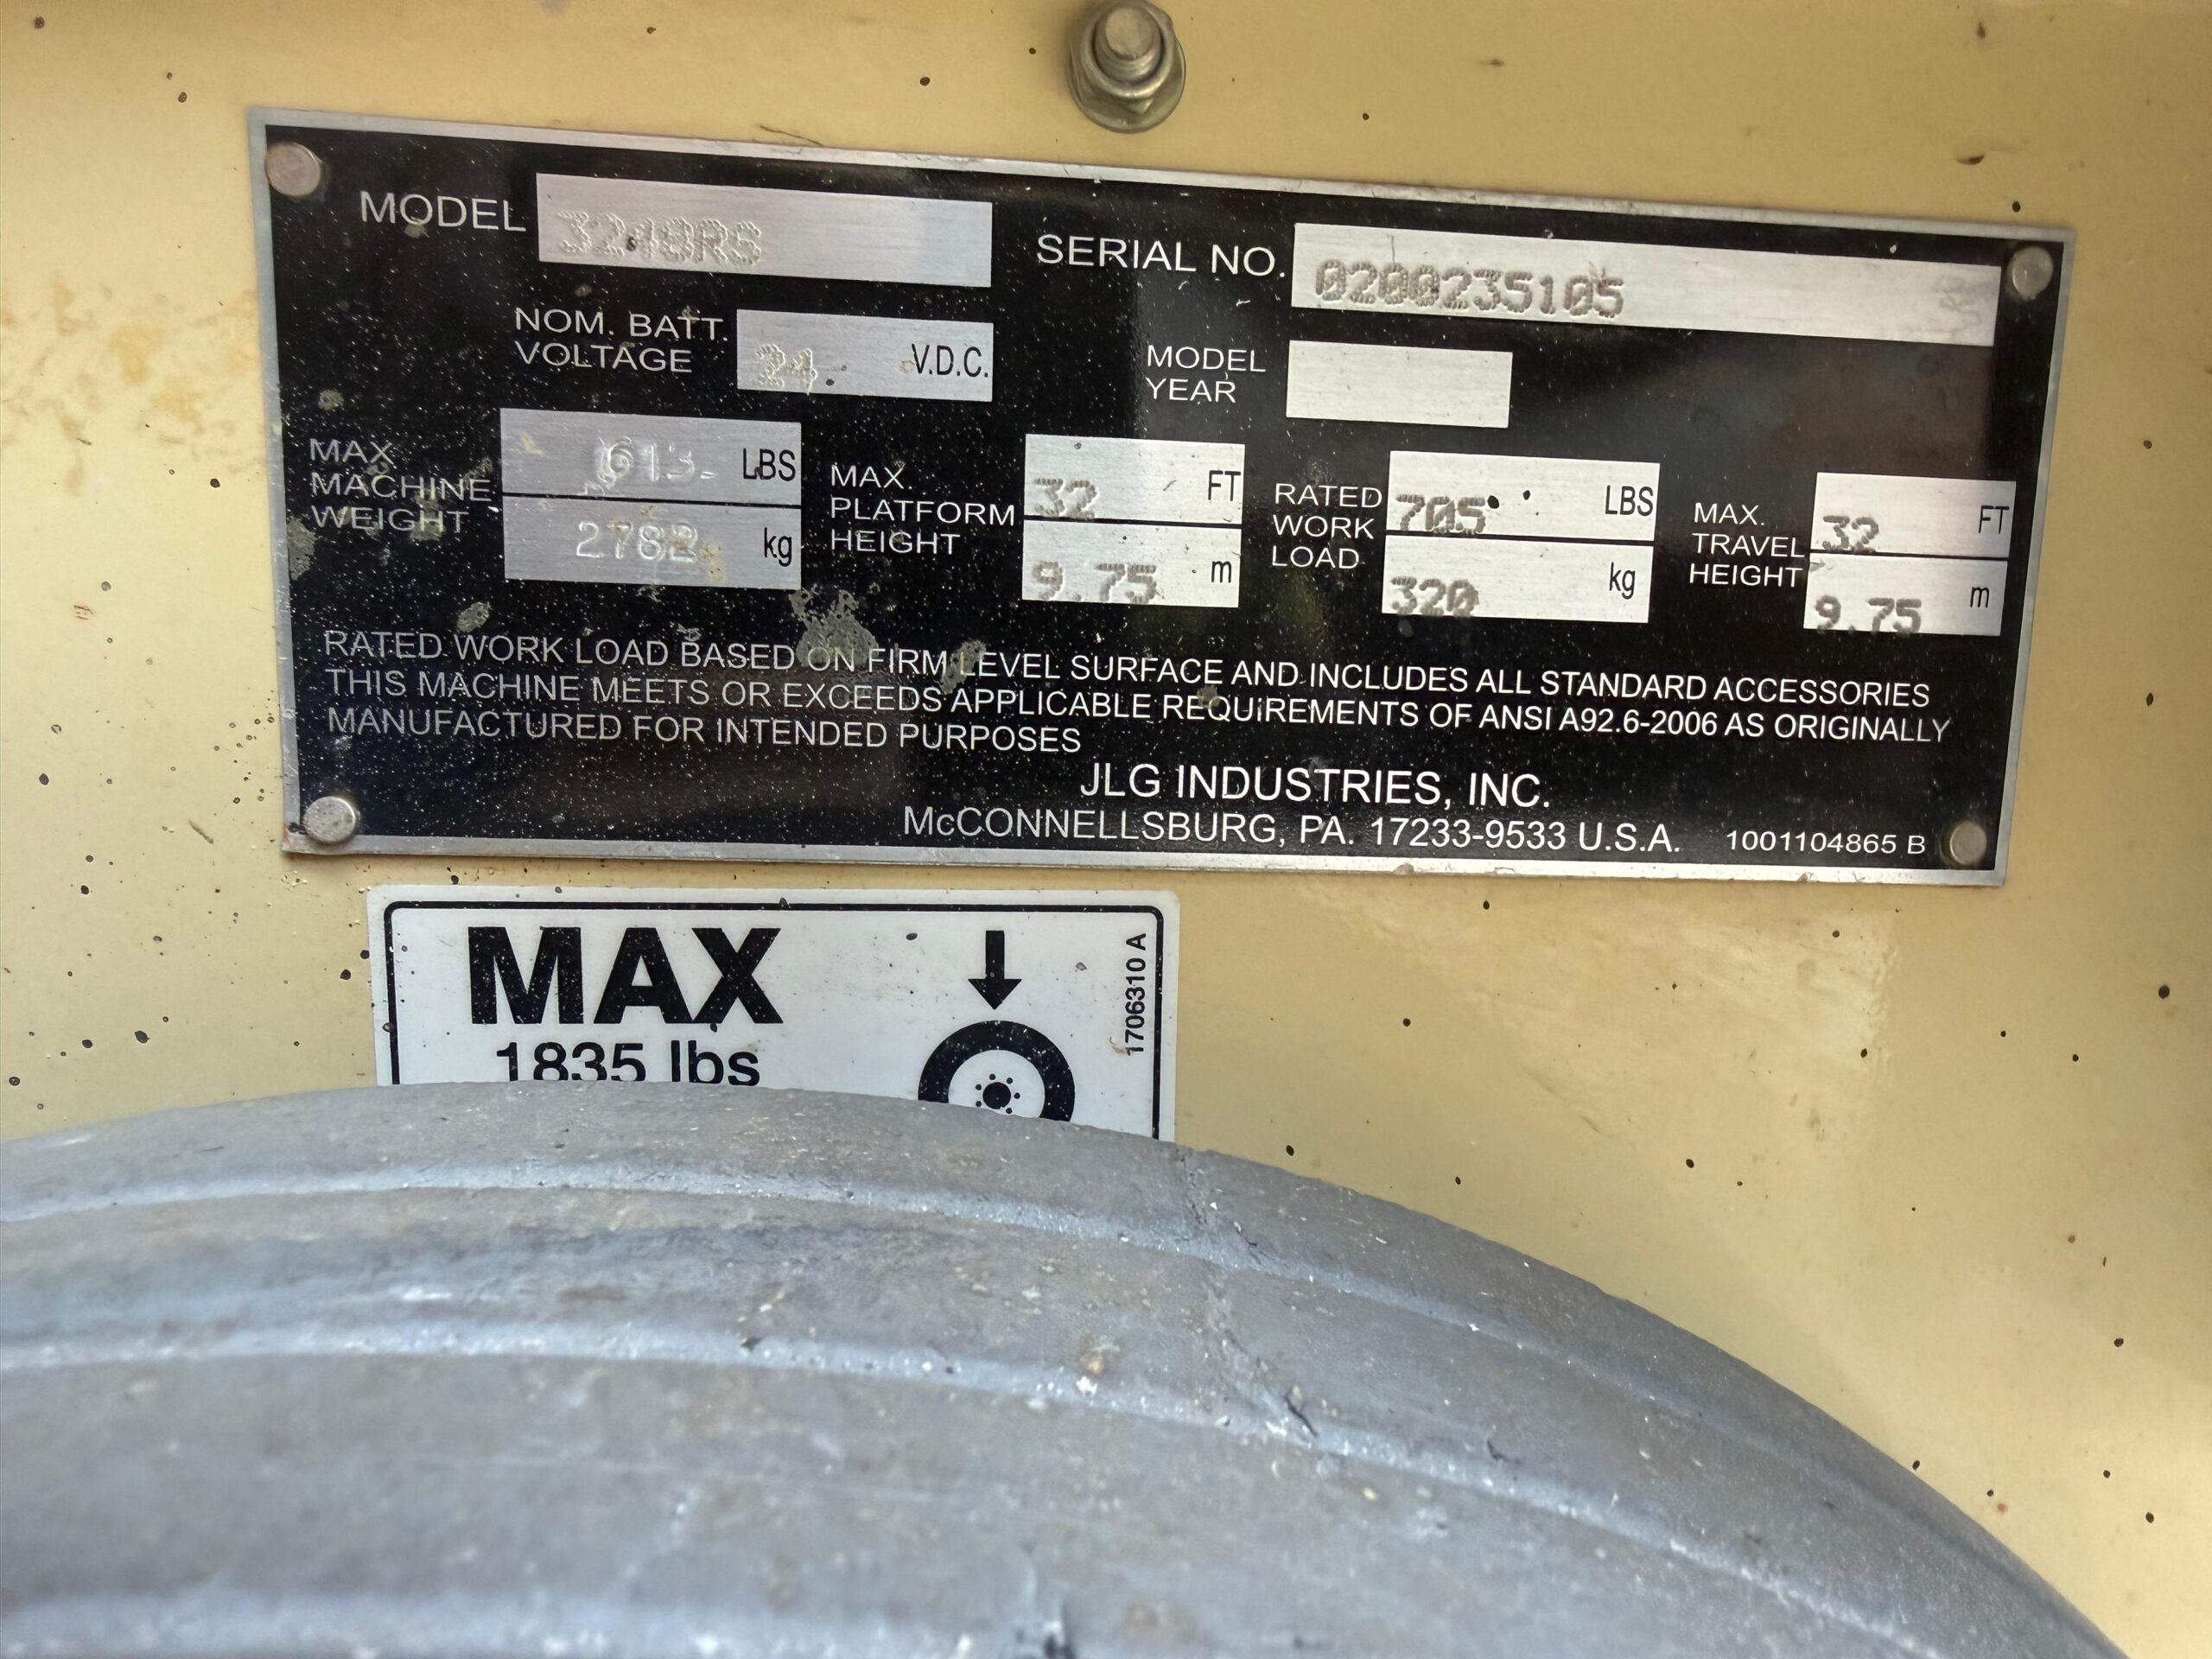 MODEL 3248RS
SERIAL NO. 0200235105
NOM. BATT. VOLTAGE 24 V.D.C.
MODEL YEAR
MAX MACHINE WEIGHT LBS
2782 kg
MAX. PLATFORM HEIGHT 32 FT
9.75 m
RATED WORK LOAD 705 LBS
320 kg
MAX. TRAVEL HEIGHT 32 FT
9.75 m
RATED WORK LOAD BASED ON FIRM LEVEL SURFACE AND INCLUDES ALL STANDARD ACCESSORIES
THIS MACHINE MEETS OR EXCEEDS APPLICABLE REQUIREMENTS OF ANSI A92.6-2006 AS ORIGINALLY
MANUFACTURED FOR INTENDED PURPOSES
JLG INDUSTRIES, INC.
McCONNELLSBURG, PA. 17233-9533 U.S.A. 1001104865 B
MAX
1835 lbs
1706310 A